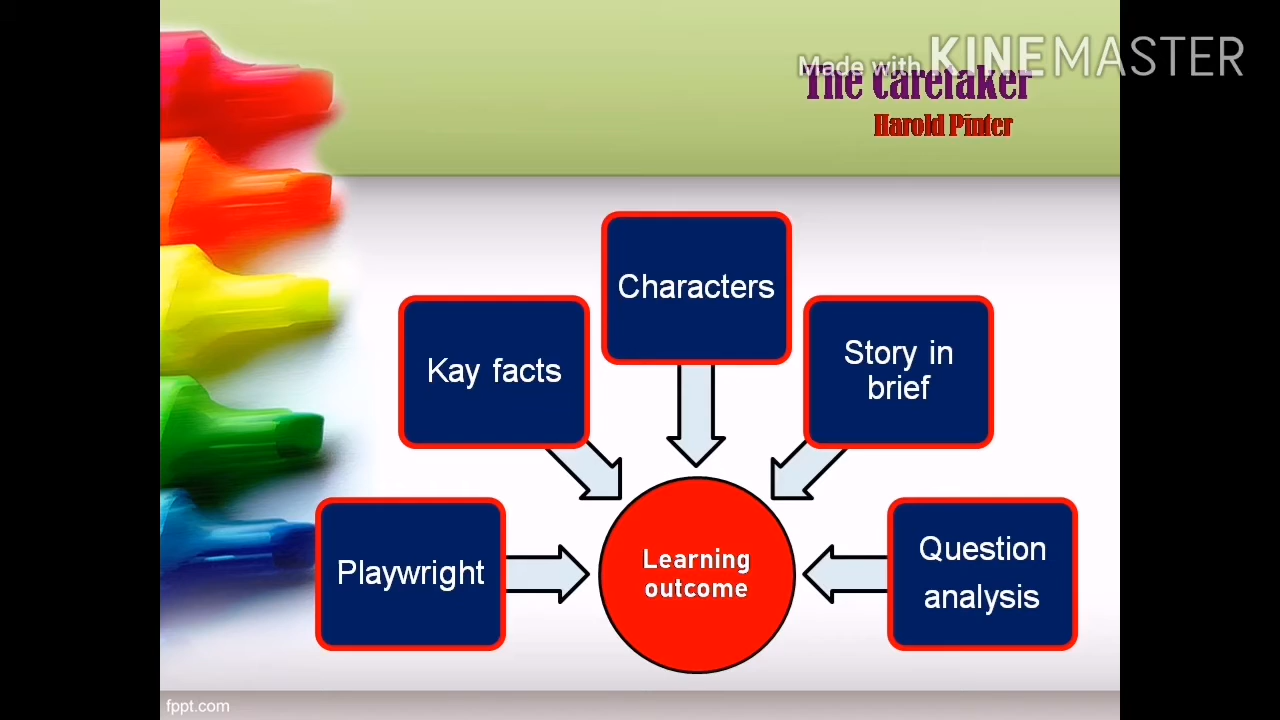 Made with KINEMASTER
The Caretaker
Harold Pinter
Characters
Kay facts
Story in
brief
Playwright
Learning
outcome
Question
analysis
fppt.com